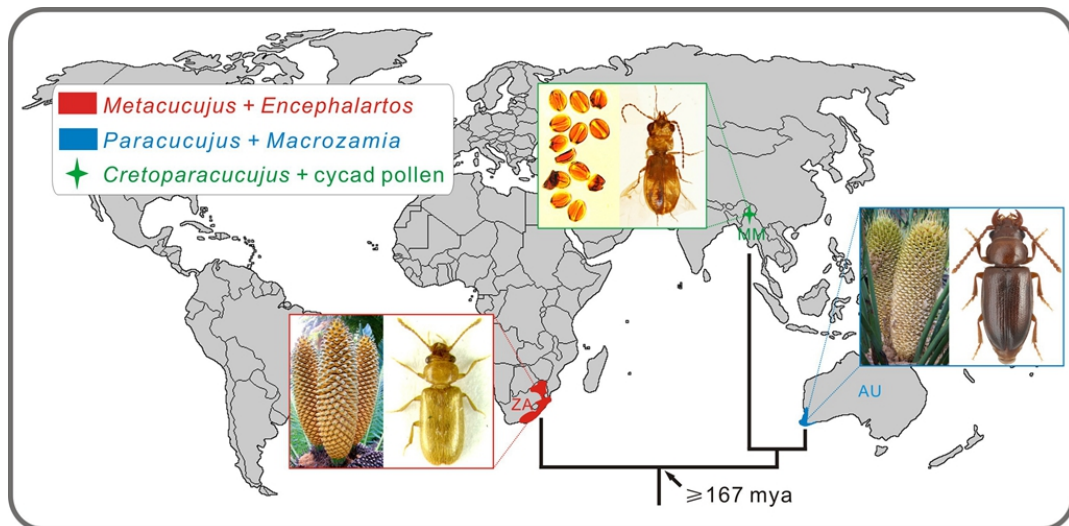 Metacucujus + Encephalartos
Paracucujus + Macrozamia
Cretoparacucujus + cycad pollen
MM
ZA
AU
⩾167 mya